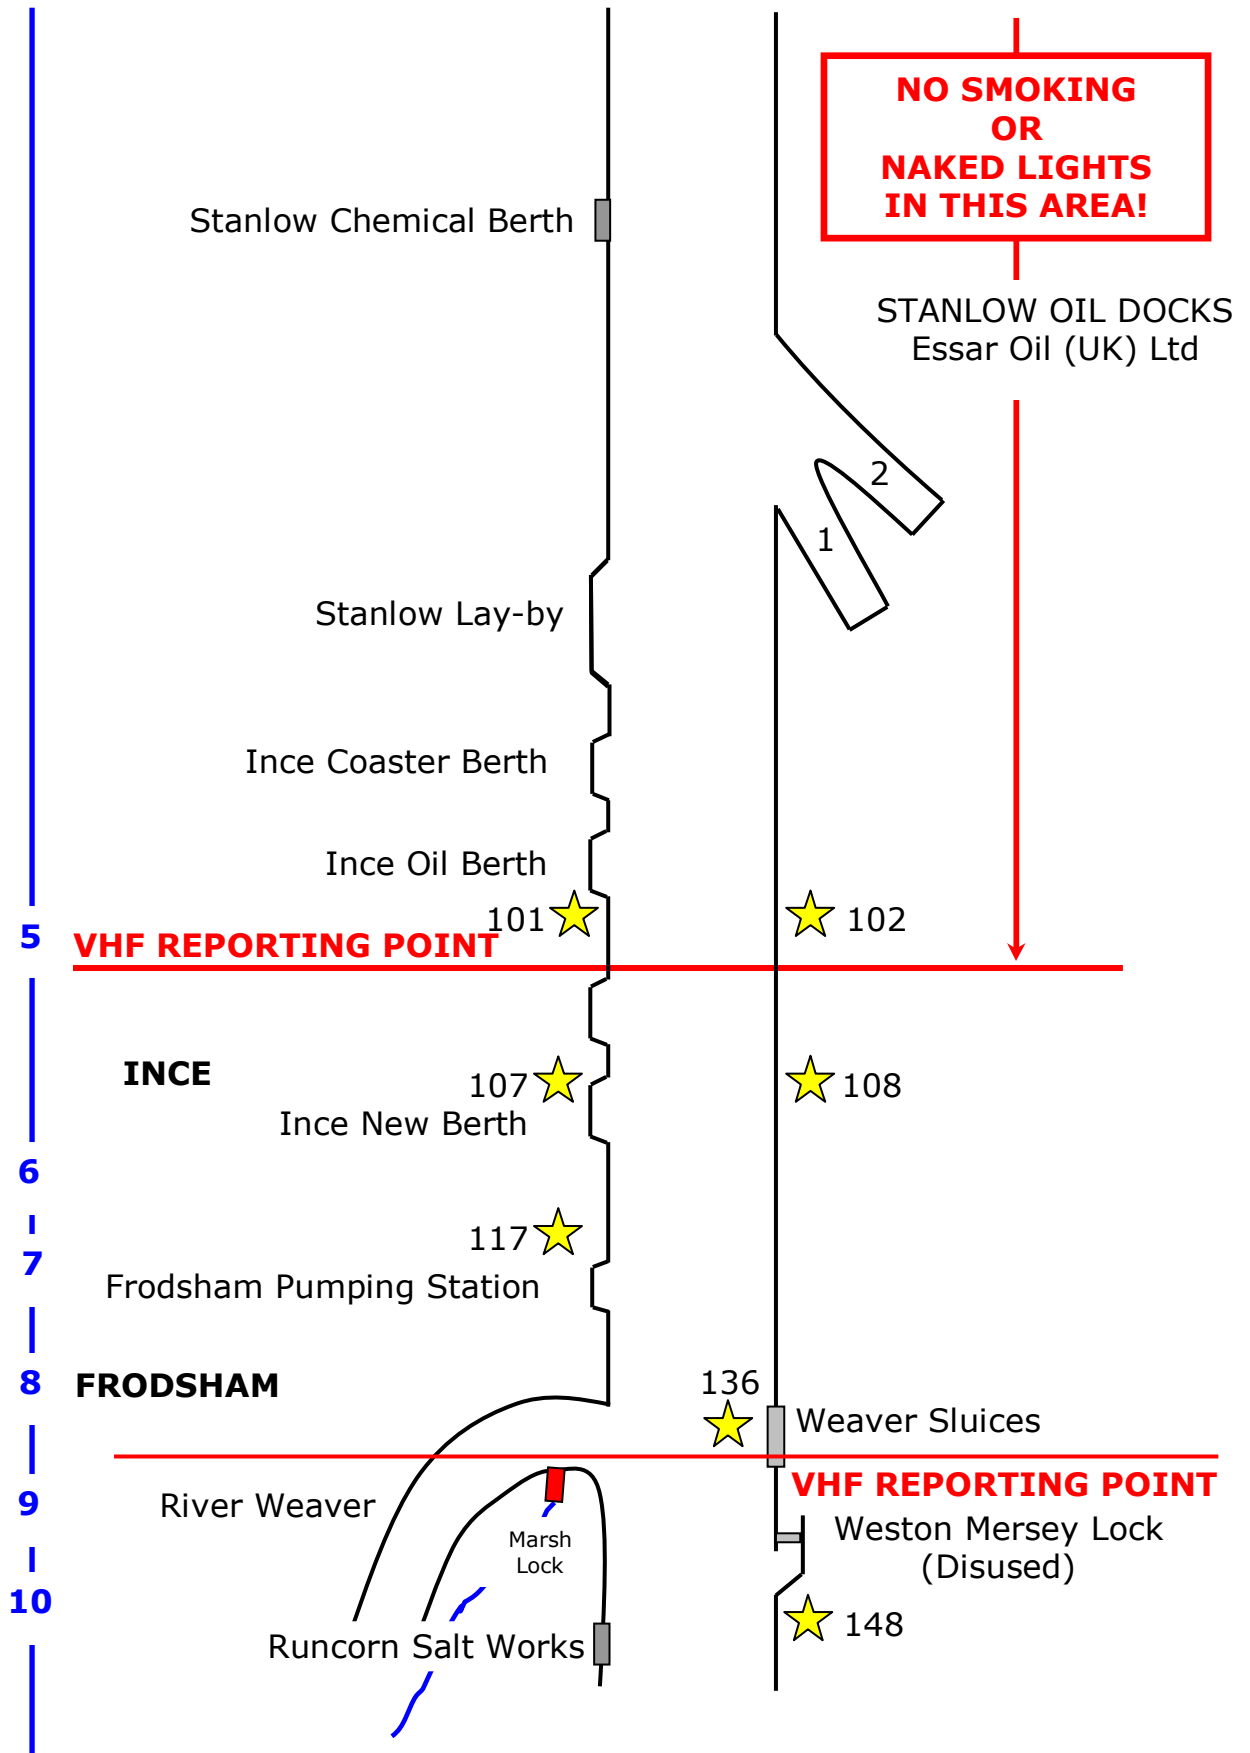 NO SMOKING
OR
NAKED LIGHTS
IN THIS AREA!
Stanlow Chemical Berth
STANLOW OIL DOCKS
Essar Oil (UK) Ltd
2
1
Stanlow Lay-by
Ince Coaster Berth
Ince Oil Berth
101
102
5
VHF REPORTING POINT
INCE
107
108
Ince New Berth
6
117
7
Frodsham Pumping Station
8
FRODSHAM
136
Weaver Sluices
VHF REPORTING POINT
9
River Weaver
Marsh
Lock
Weston Mersey Lock
(Disused)
10
148
Runcorn Salt Works